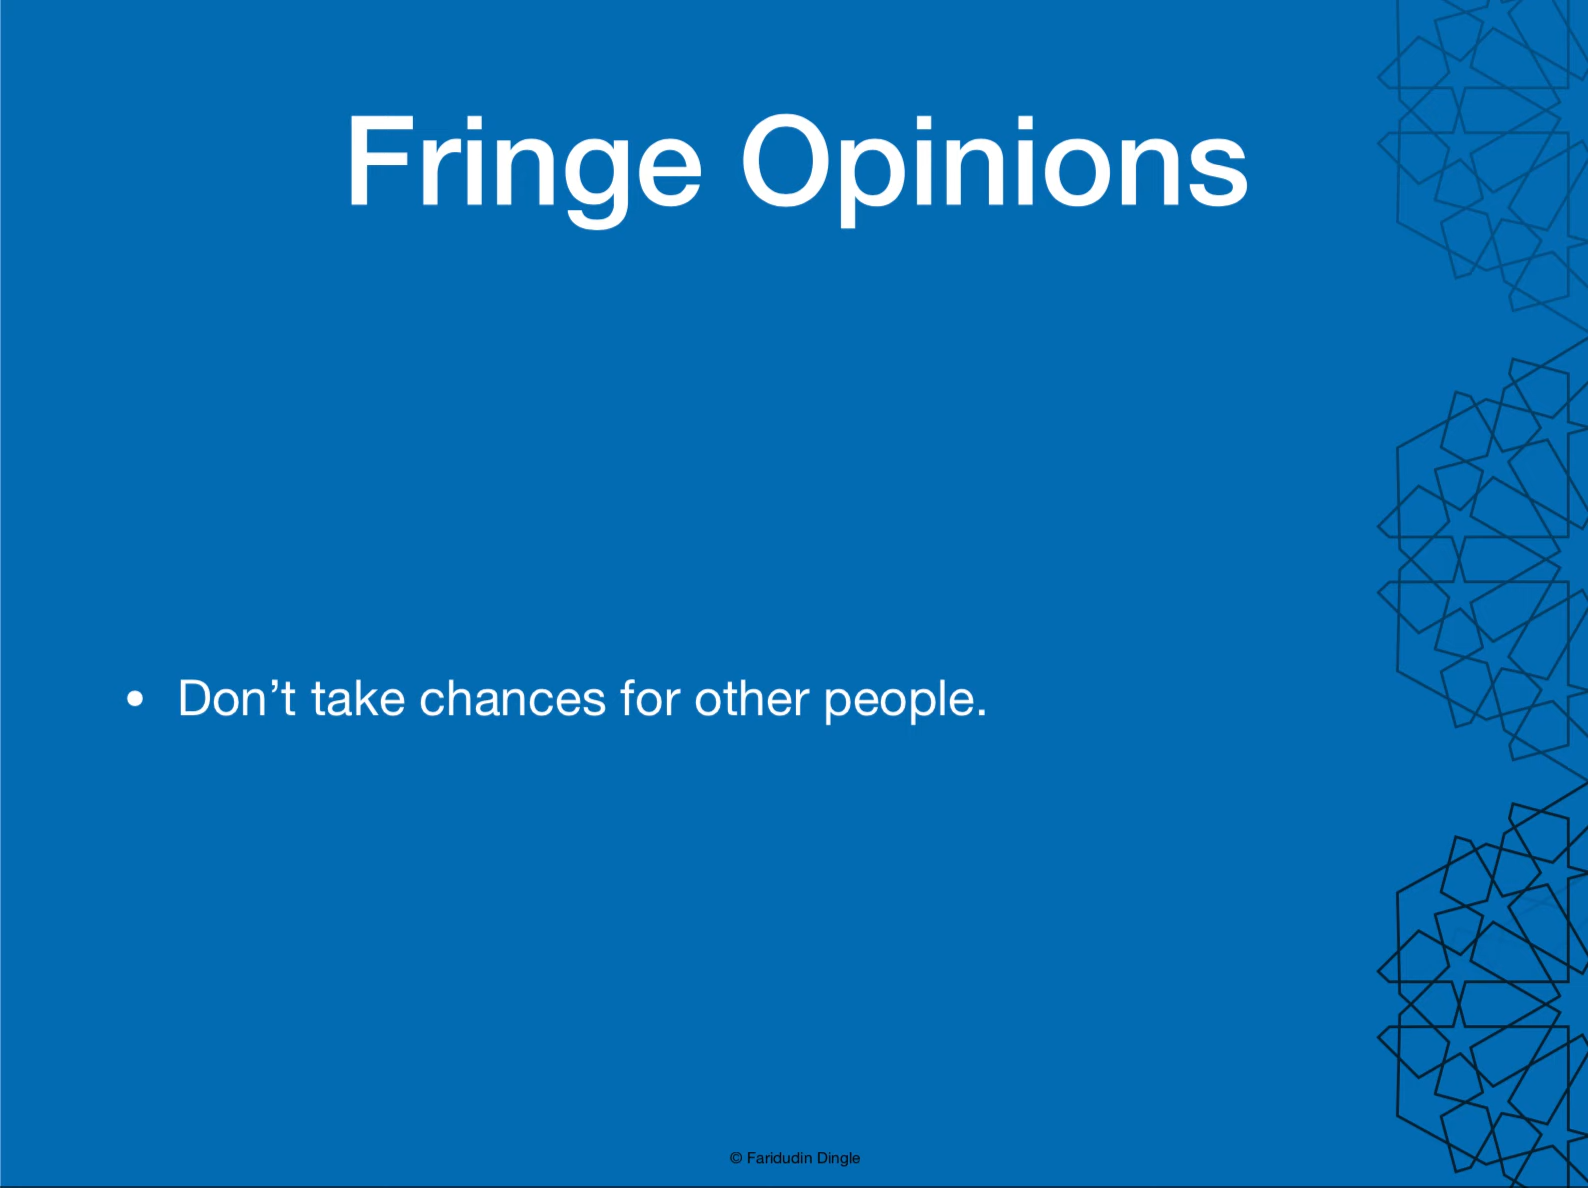 Fringe Opinions
• Don’t take chances for other people.
© Faridudin Dingle